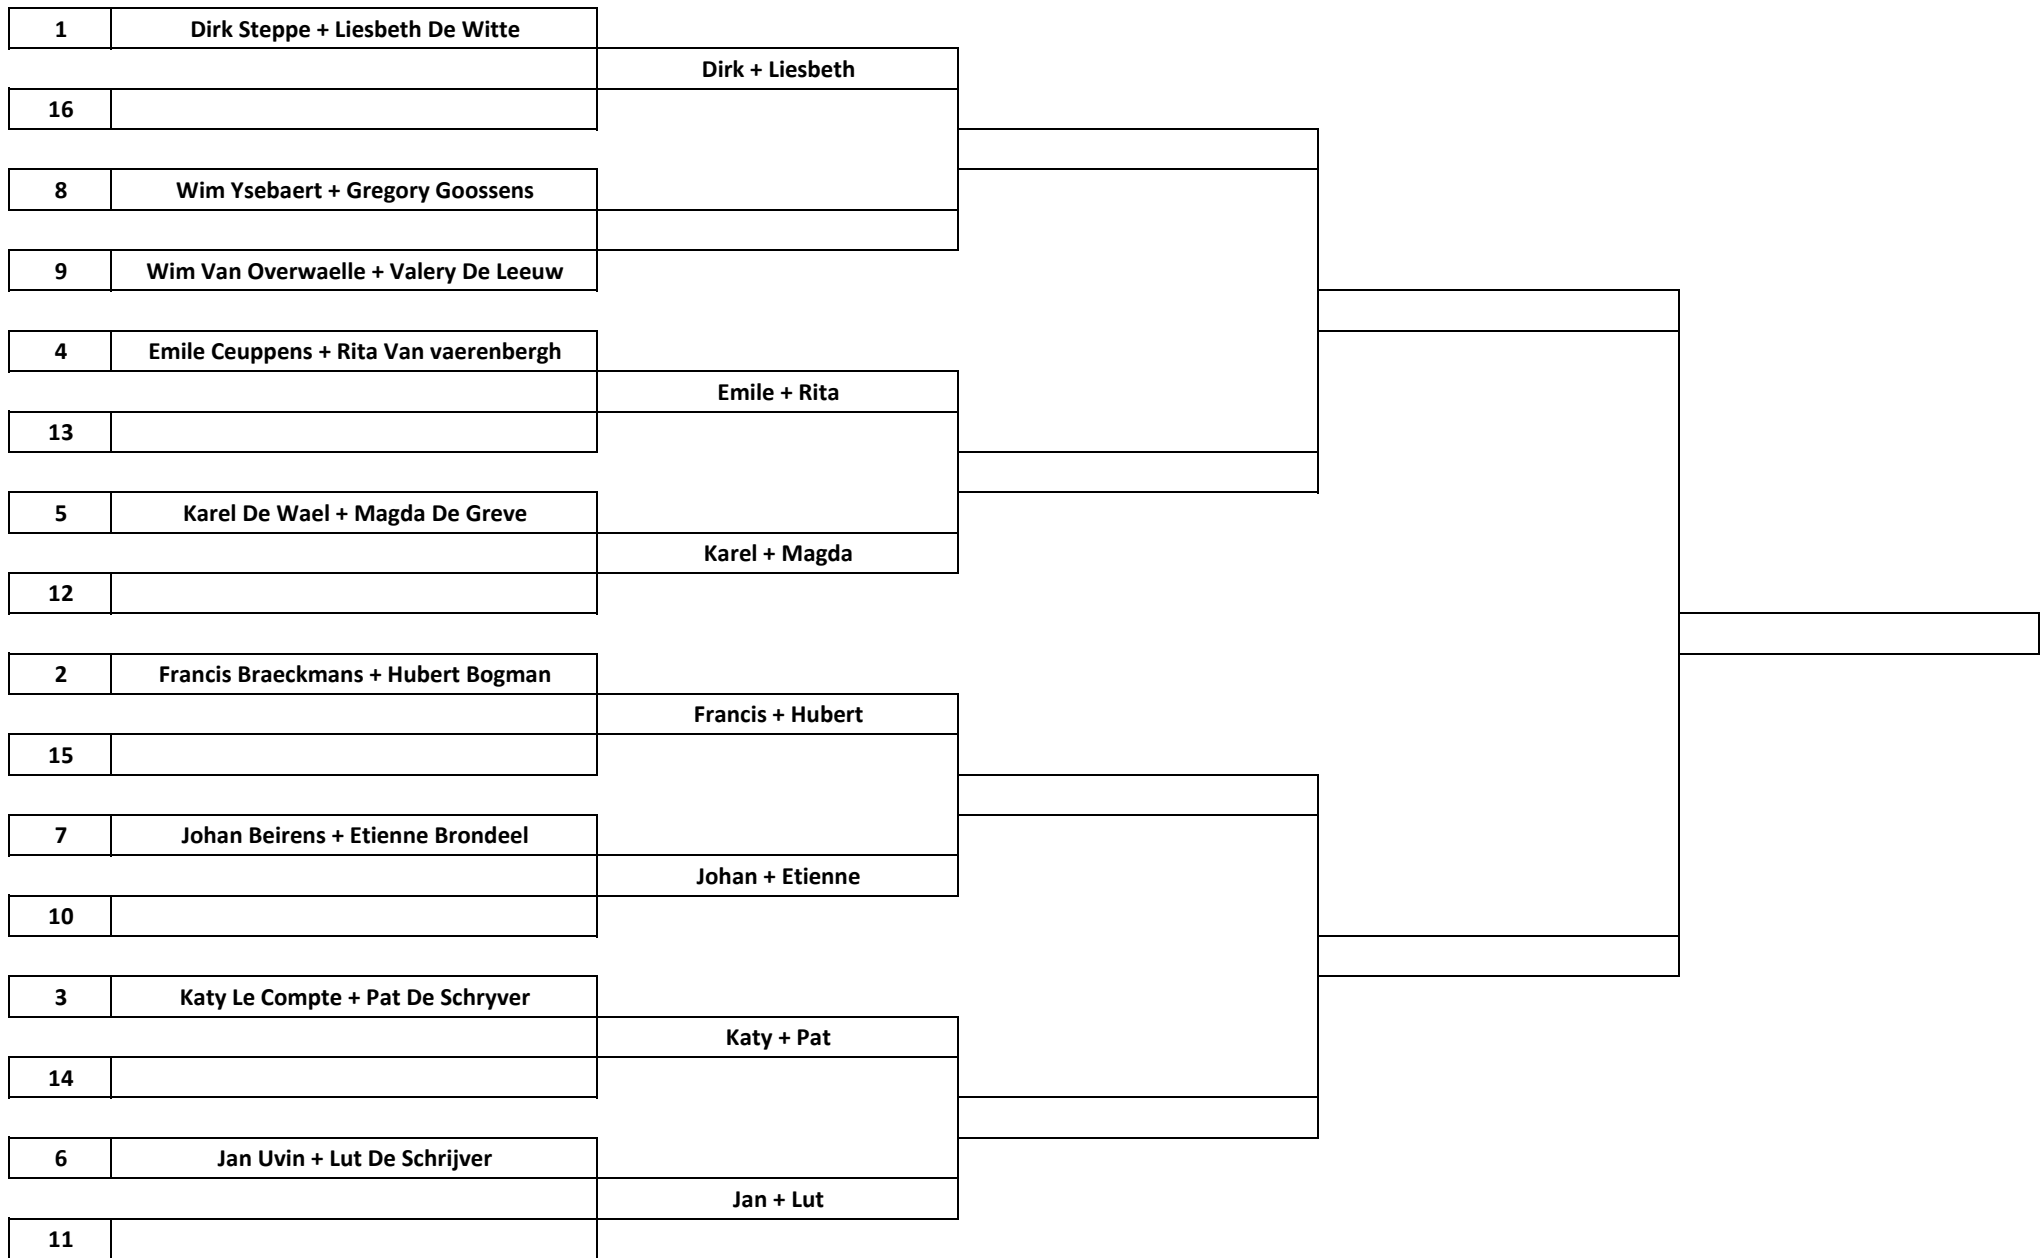 1 Dirk Steppe + Liesbeth De Witte
Dirk + Liesbeth
16
8 Wim Ysebaert + Gregory Goossens
9 Wim Van Overwaelle + Valery De Leeuw
4 Emile Ceuppens + Rita Van vaerenbergh
Emile + Rita
13
5 Karel De Wael + Magda De Greve
Karel + Magda
12
2 Francis Braeckmans + Hubert Bogman
Francis + Hubert
15
7 Johan Beirens + Etienne Brondeel
Johan + Etienne
10
3 Katy Le Compte + Pat De Schryver
Katy + Pat
14
6 Jan Uvin + Lut De Schrijver
Jan + Lut
11